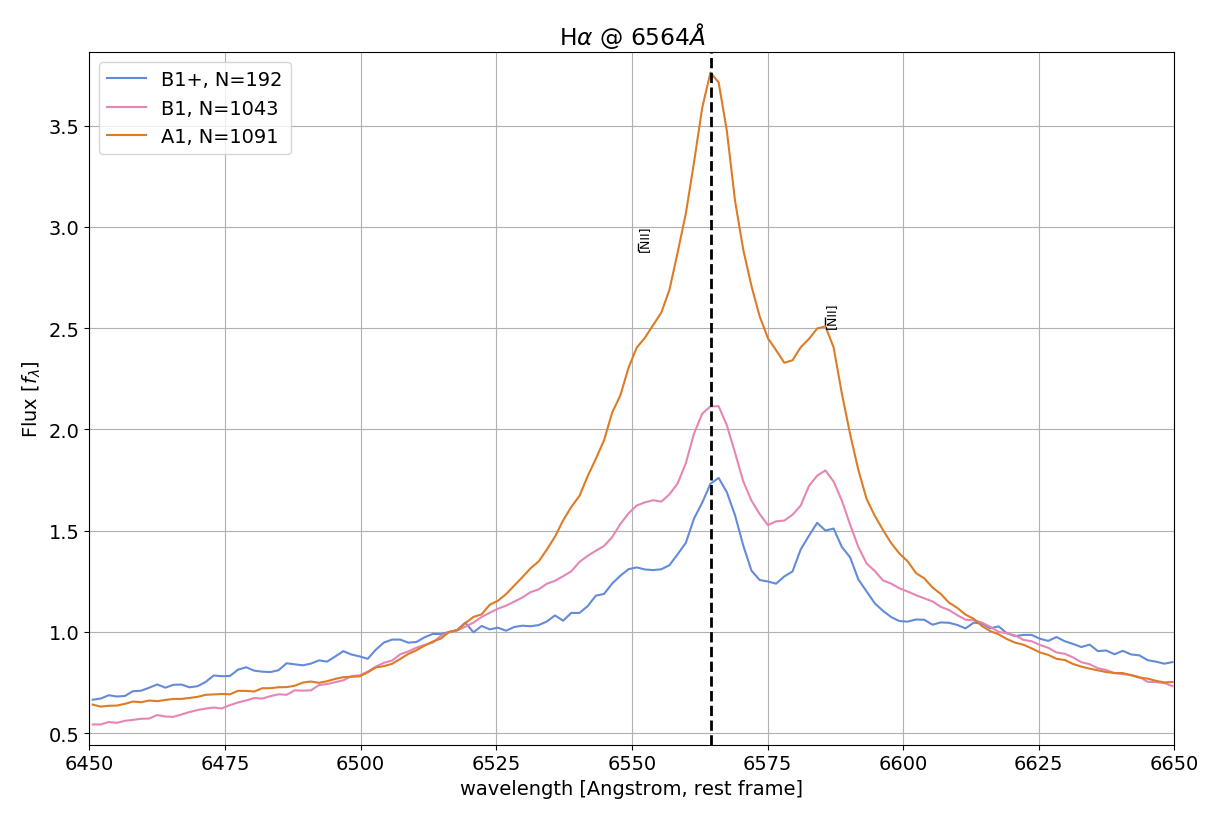 Hα @ 6564Å
B1+, N=192
B1, N=1043
A1, N=1091
[NII]
[NII]
Flux [fλ]
3.5
3.0
2.5
2.0
1.5
1.0
0.5
6450 6475 6500 6525 6550 6575 6600 6625 6650
wavelength [Angstrom, rest frame]